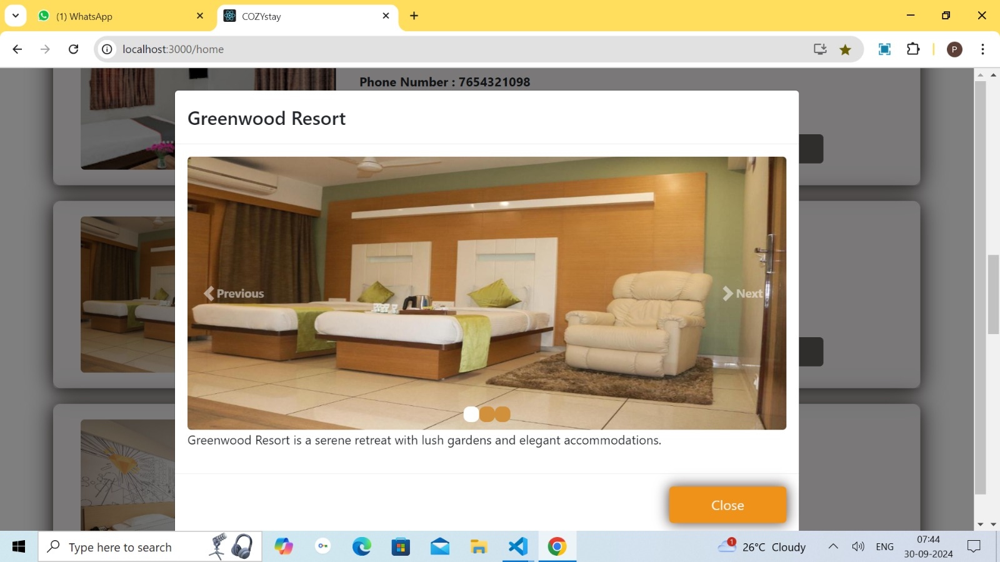 (1) WhatsApp
COZYstay
localhost:3000/home
P
Phone Number : 7654321098
Greenwood Resort
Previous
Next
Greenwood Resort is a serene retreat with lush gardens and elegant accommodations.
Close
Type here to search
1
26°C Cloudy
ENG
07:44
30-09-2024